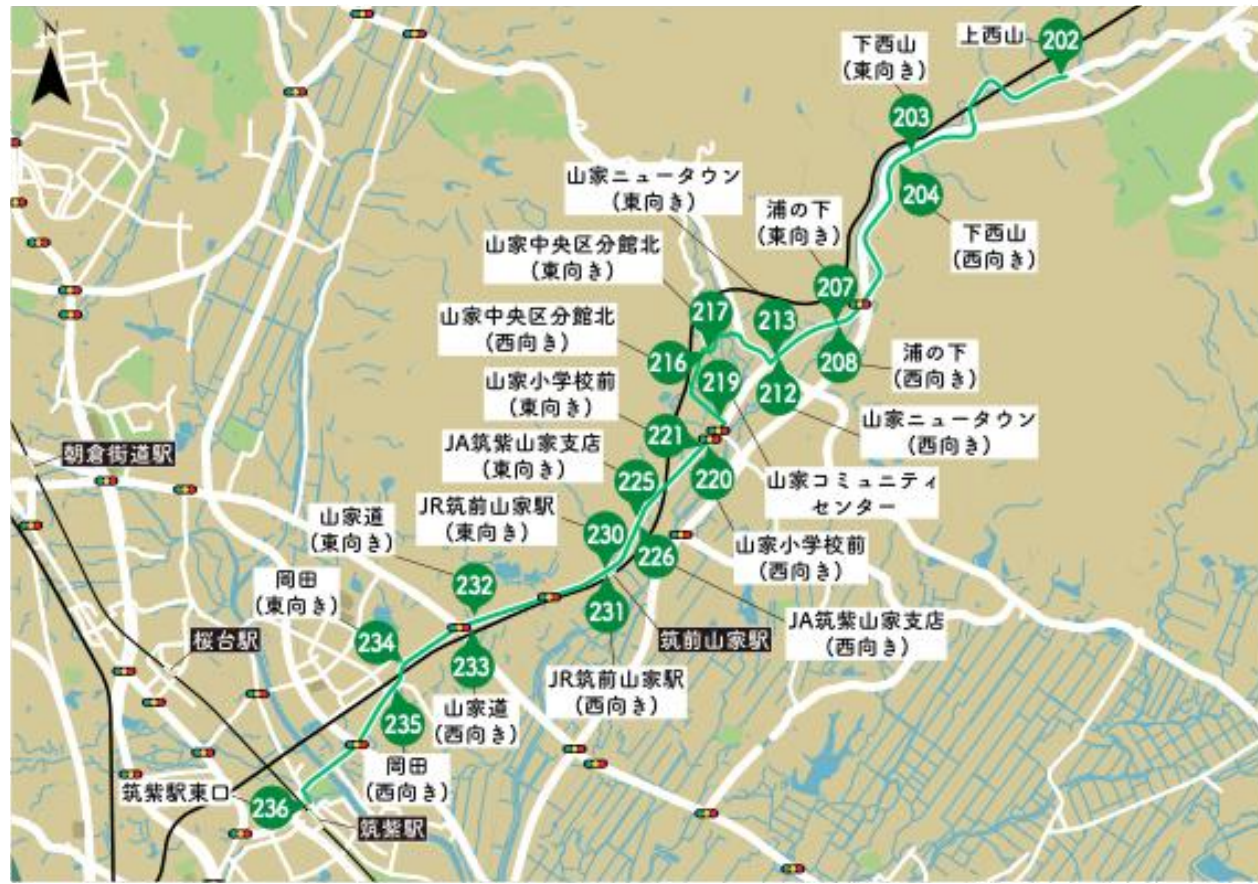 N
上西山
202
下西山
(東向き)
203
204
下西山
(西向き)
山家ニュータウン
(東向き)
浦の下
(東向き)
207
山家中央区分館北
(東向き)
217
213
山家中央区分館北
(西向き)
216
208
浦の下
(西向き)
219
212
山家小学校前
(東向き)
221
山家ニュータウン
(西向き)
朝倉街道駅
JA筑紫山家支店
(東向き)
225
220
山家コミュニティ
センター
JR筑前山家駅
(東向き)
230
226
山家小学校前
(西向き)
山家道
(東向き)
232
岡田
(東向き)
231
JA筑紫山家支店
(西向き)
桜台駅
234
233
筑前山家駅
JR筑前山家駅
(西向き)
235
山家道
(西向き)
岡田
(西向き)
筑紫駅東口
236
筑紫駅